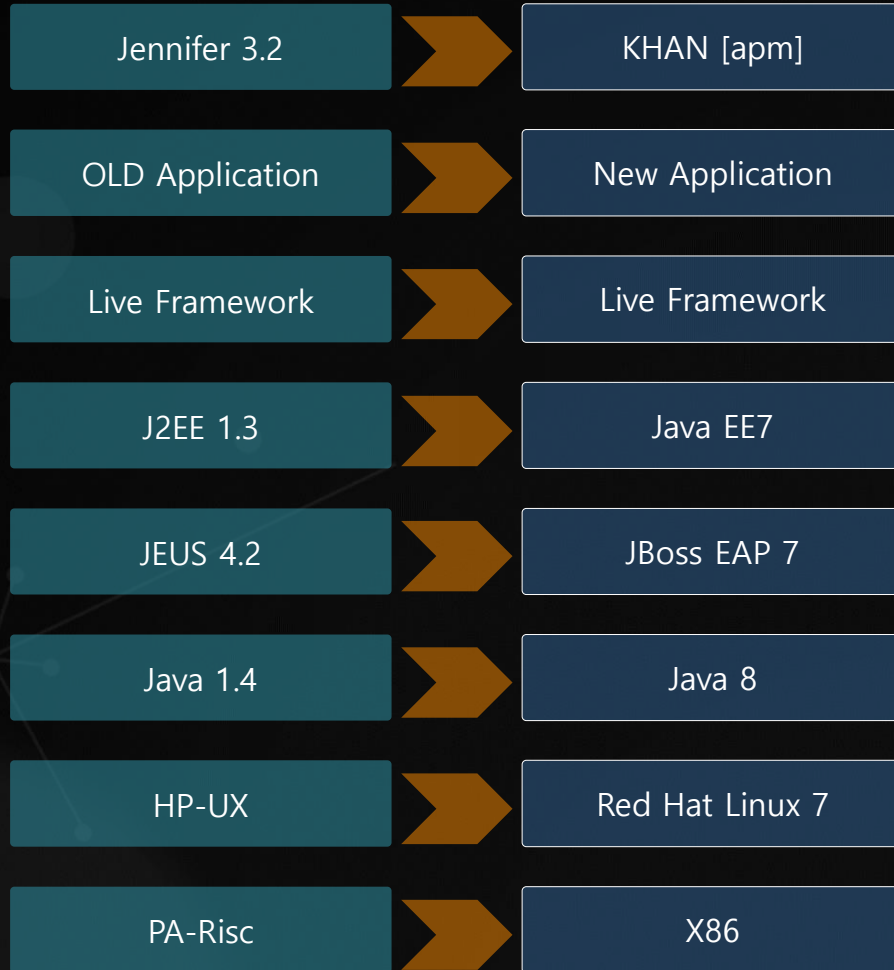 Jennifer 3.2
KHAN [apm]
OLD Application
New Application
Live Framework
Live Framework
J2EE 1.3
Java EE7
JEUS 4.2
JBoss EAP 7
Java 1.4
Java 8
HP-UX
Red Hat Linux 7
PA-Risc
X86